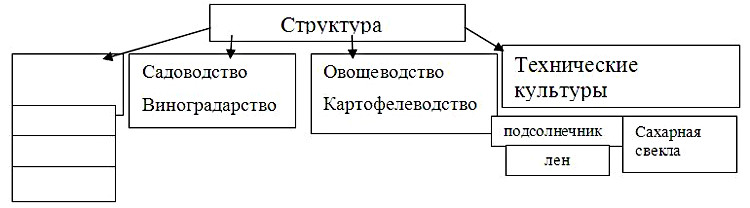 Структура
Садоводство
Виноградарство
Овощеводство
Картофелеводство
Технические
культуры
подсолнечник
лен
Сахарная
свекла